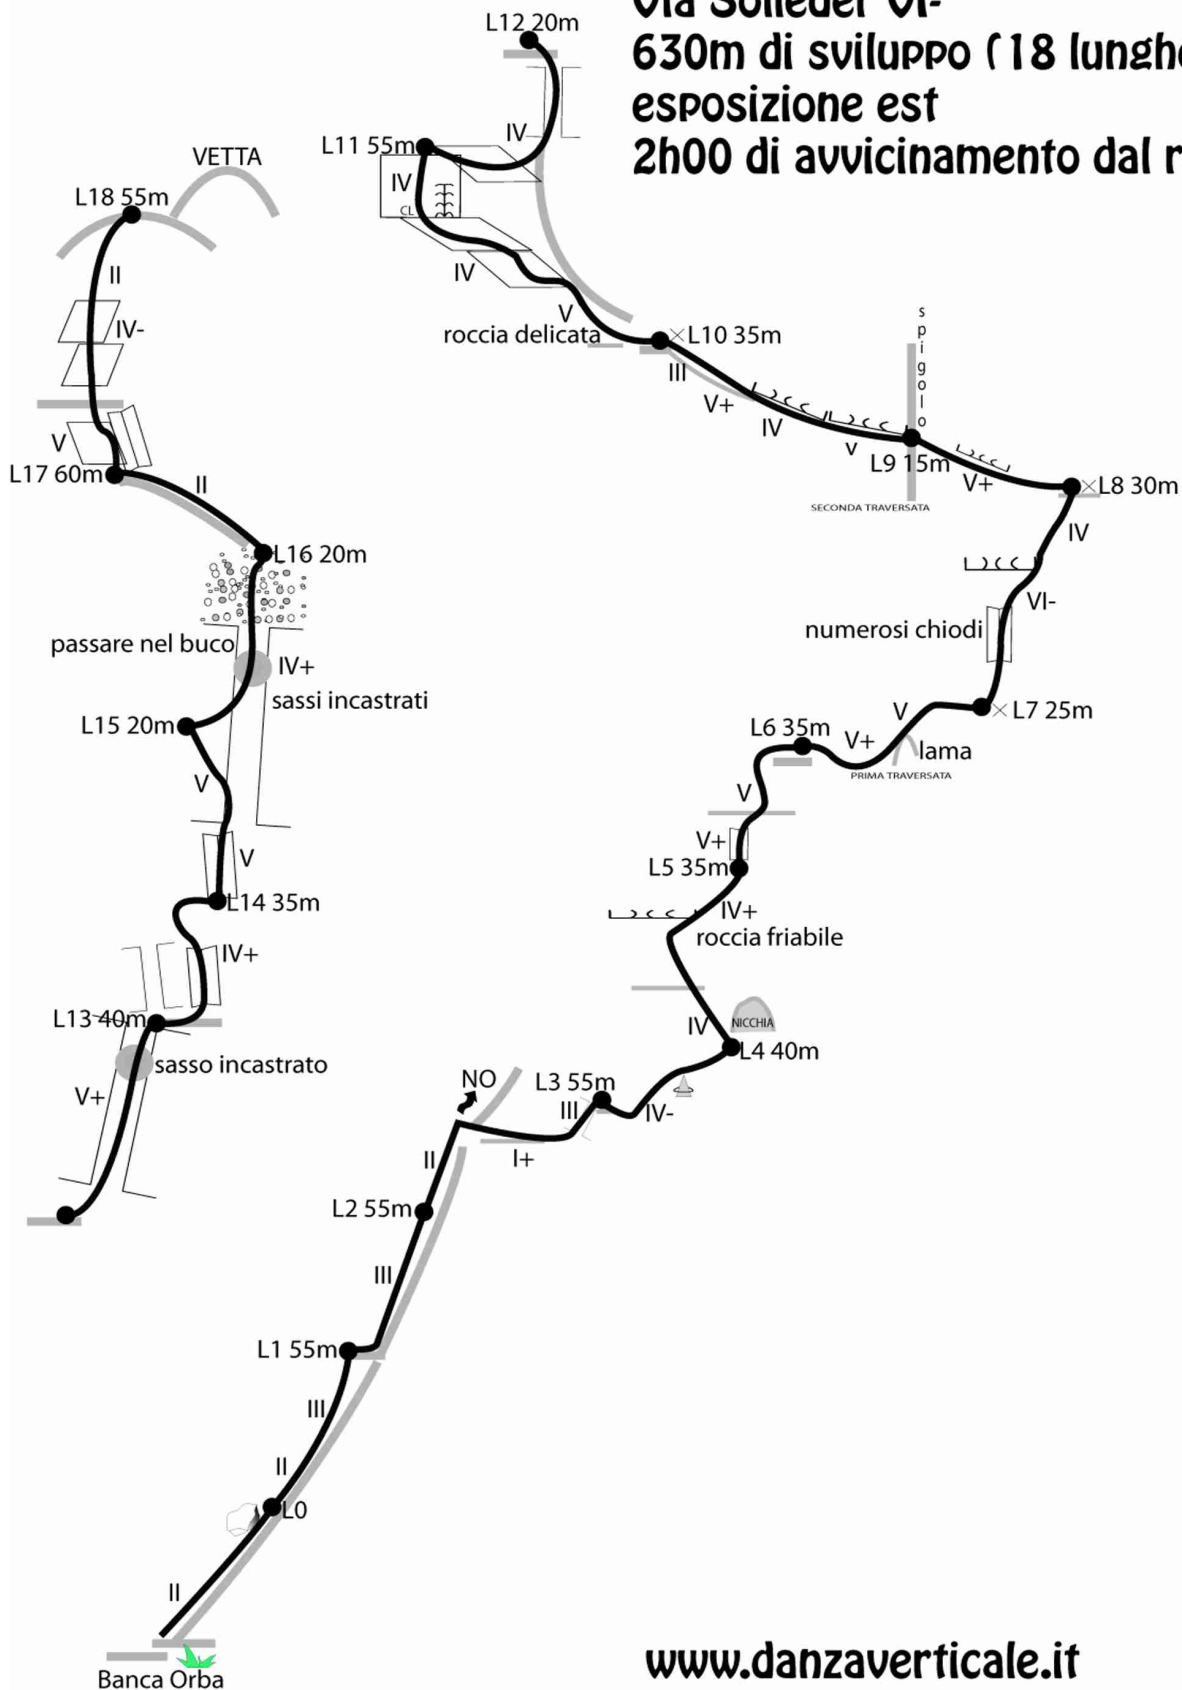 Via Solleder VI-
630m di sviluppo (18
esposizione est
2h00 di avvicinamento dal
L12 20m
IV
L11 55m
IV
CL
IV
V
roccia delicata
L10 35m
III
V+
IV
V
spigolo
L9 15m
SECONDA TRAVERSATA
V+
L8 30m
IV
VI-
numerosi chiodi
L7 25m
V
lama
V+
PRIMA TRAVERSATA
L6 35m
V
V+
L5 35m
IV+
roccia friabile
IV
NICCHIA
L4 40m
IV-
L3 55m
III
I+
NO
II
L2 55m
III
L1 55m
III
II
L0
II
Banca Orba
VETTA
L18 55m
II
IV-
V
L17 60m
II
L16 20m
passare nel buco
IV+
sassi incastrati
L15 20m
V
V
L14 35m
IV+
L13 40m
sasso incastrato
V+
www.danzaverticale.it